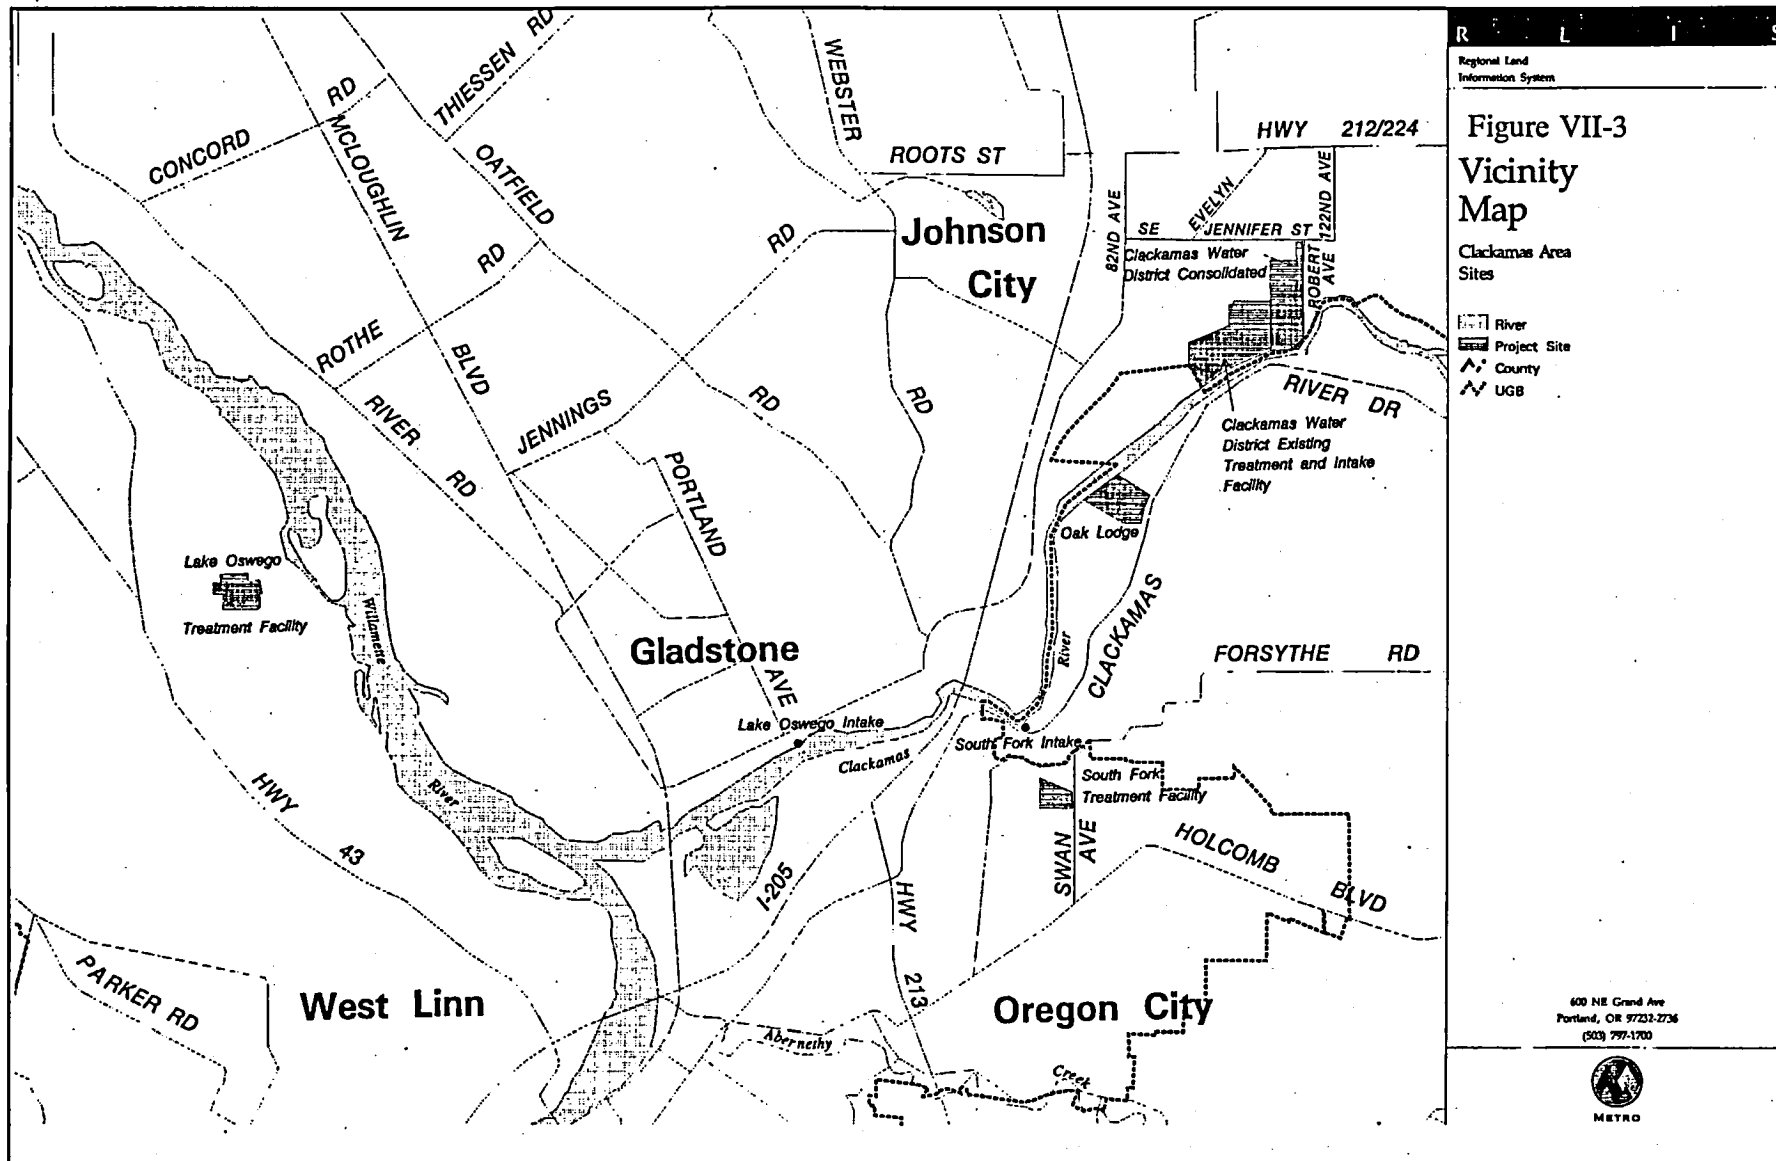 R L I S
Regional Land
Information System
Figure VII-3
Vicinity
Map
Clackamas Area
Sites
River
Project Site
County
UGB
600 NE Grand Ave
Portland, OR 97232-2736
(503) 797-1700
METRO
CONCORD RD
THIESSEN RD
MCLOUGHLIN BLVD
OATFIELD RD
WEBSTER RD
ROOTS ST
HWY 212/224
82ND AVE
EVELYN
122ND AVE
SE JENNIFER ST
ROBERT
AVE
Johnson
City
Clackamas Water
District Consolidated
ROTHE RD
RIVER RD
JENNINGS RD
PORTLAND AVE
RIVER DR
Clackamas Water
District Existing
Treatment and Intake
Facility
Oak Lodge
CLACKAMAS
River
FORSYTHE RD
Lake Oswego
Treatment Facility
Willamette
River
Gladstone
Lake Oswego Intake
Clackamas
South Fork Intake
South Fork
Treatment Facility
SWAN
AVE
HOLCOMB BLVD
HWY 43
I-205
HWY 213
PARKER RD
West Linn
Oregon City
Abernethy
Creek